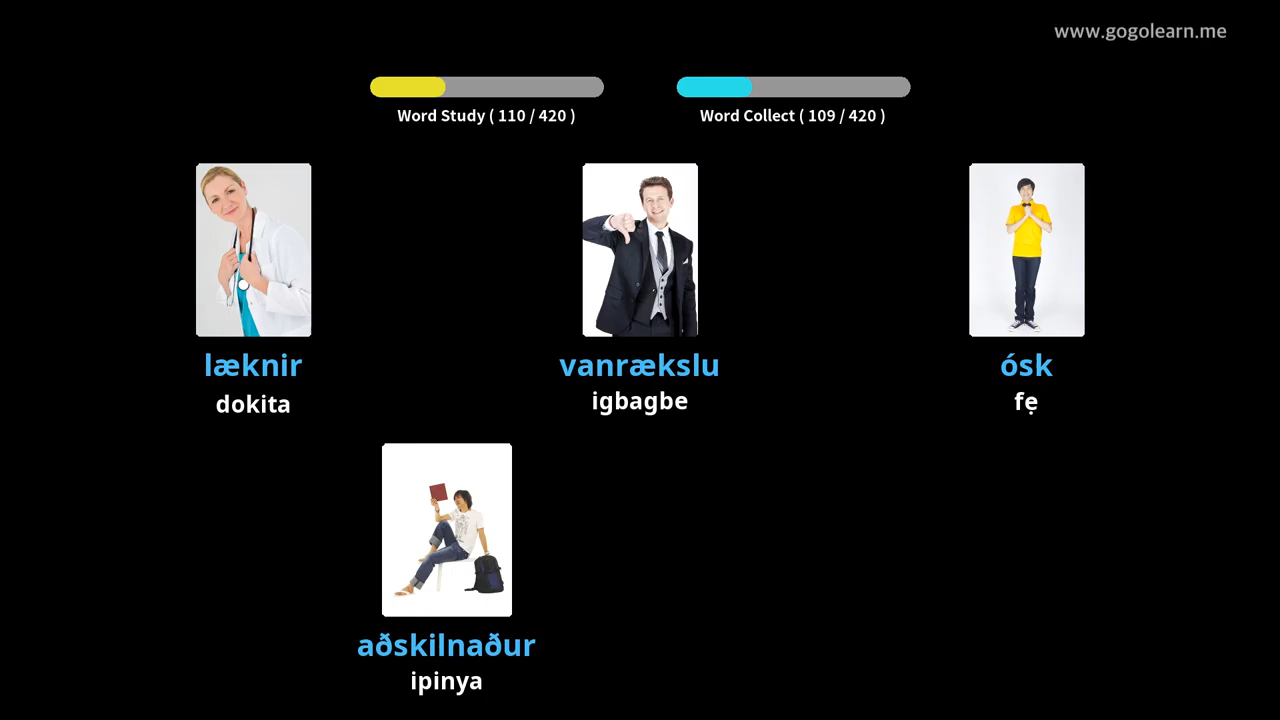 www.gogolearn.me
Word Study ( 110 / 420 )
Word Collect ( 109 / 420 )
læknir
dokita
vanrækslu
igbagbe
ósk
fẹ
aðskilnaður
ipinya